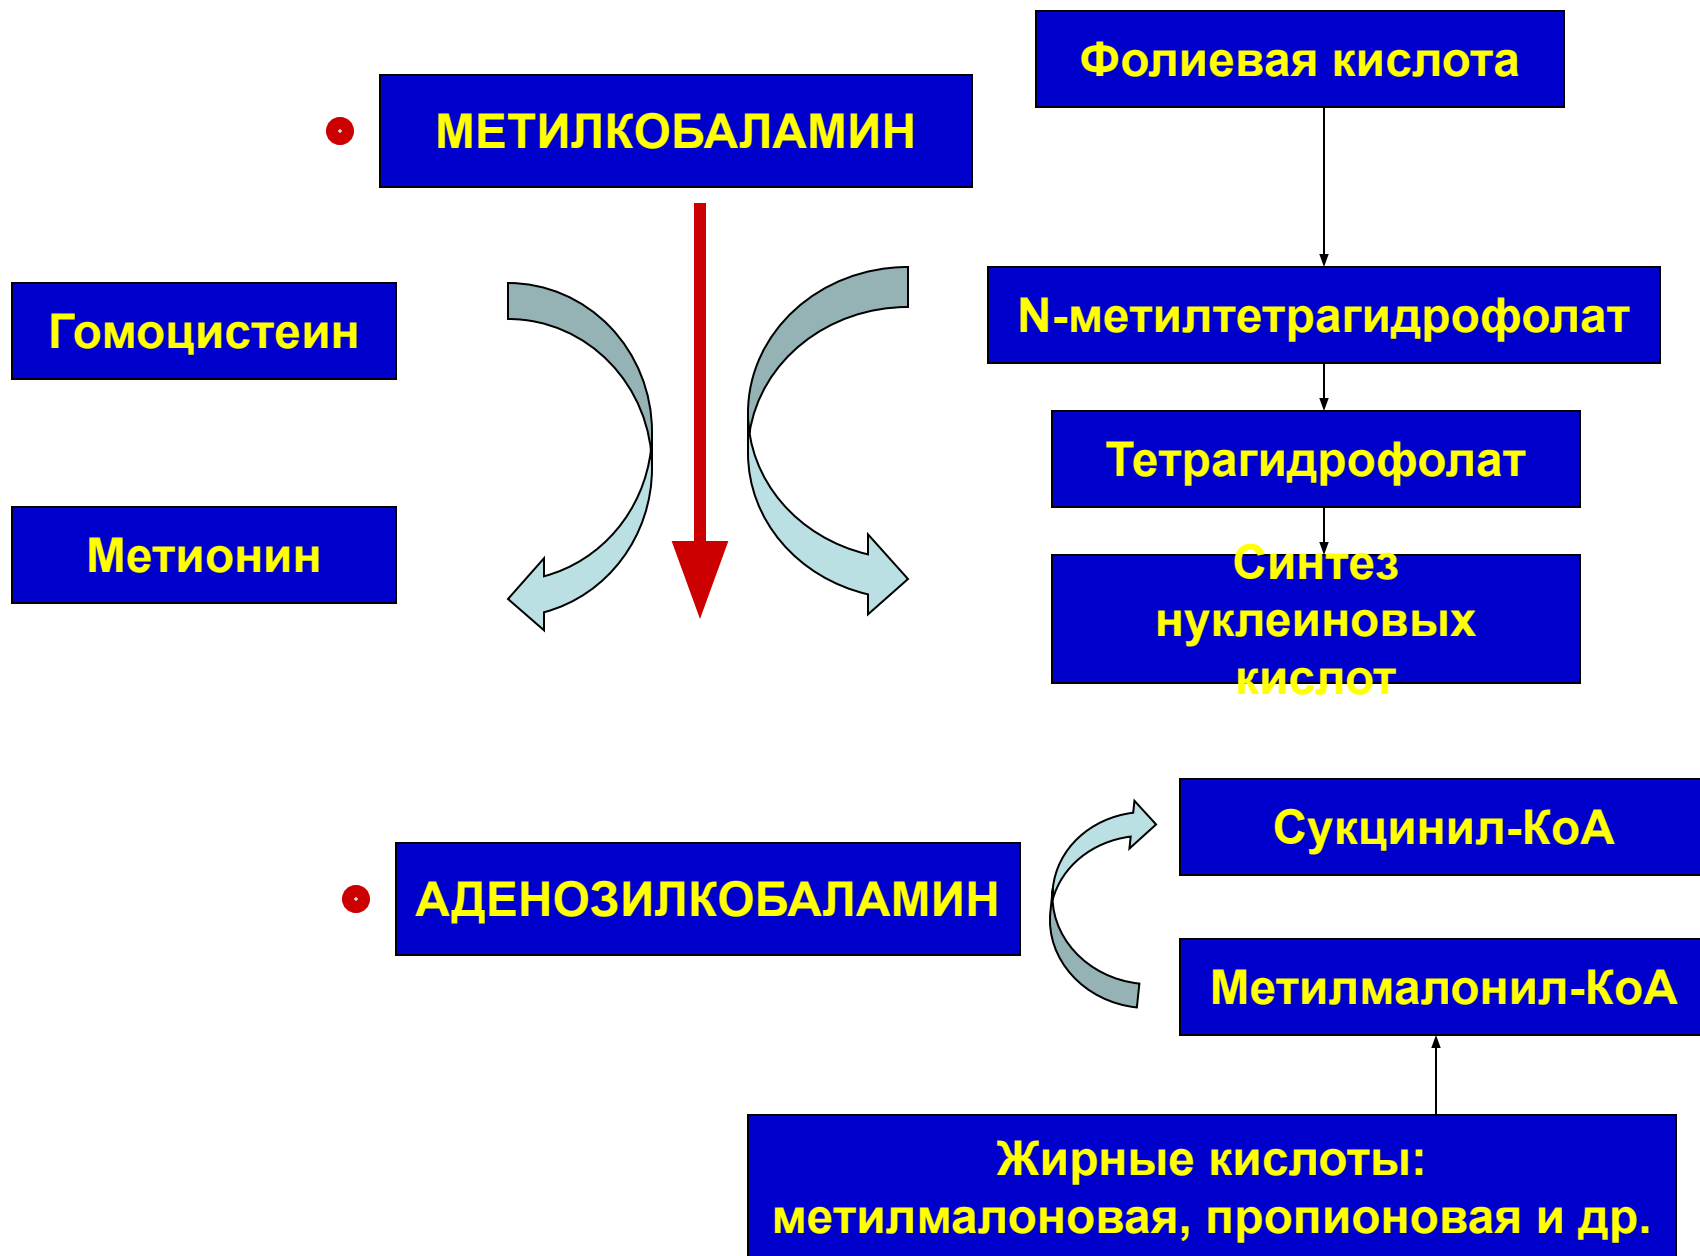 Фолиевая кислота
МЕТИЛКОБАЛАМИН
Гомоцистеин
N-метилтетрагидрофолат
Тетрагидрофолат
Метионин
Синтез
нуклеиновых
кислот
Сукцинил-КоА
АДЕНОЗИЛКОБАЛАМИН
Метилмалонил-КоА
Жирные кислоты:
метилмалоновая, пропионовая и др.